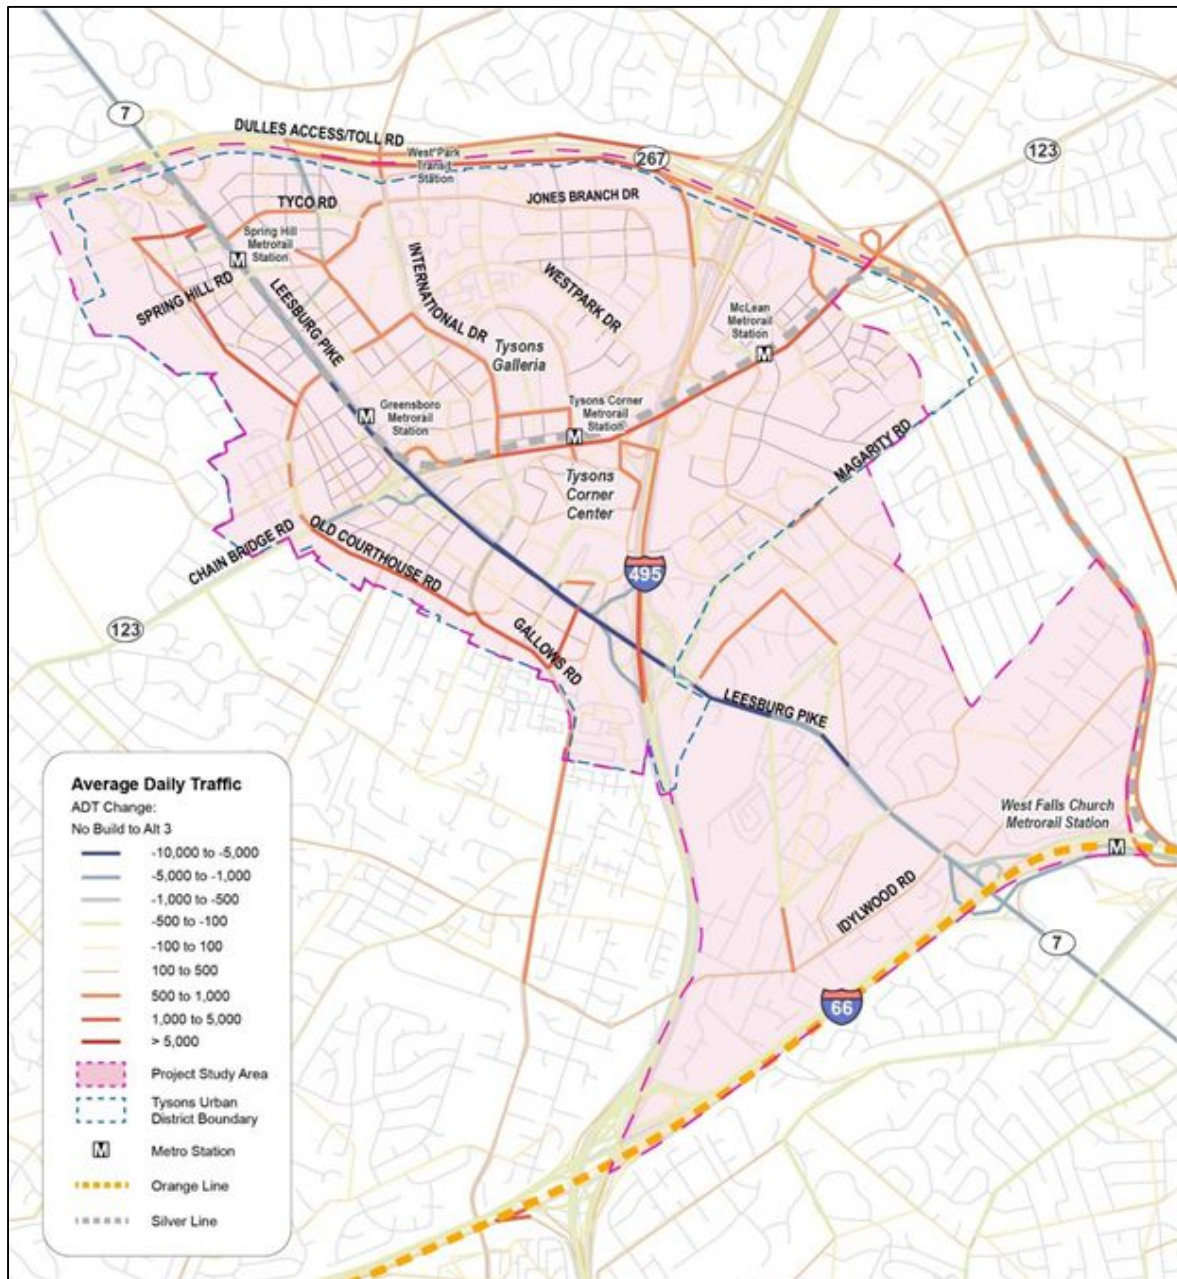 7
DULLES ACCESS/TOLL RD
West*Park
Transit
Station
267
123
TYCO RD
JONES BRANCH DR
Spring Hill
Metrorail
Station
M
SPRING HILL RD
LEESBURG PIKE
INTERNATIONAL DR
WESTPARK DR
Tysons
Galleria
McLean
Metrorail
Station
M
Greensboro
Metrorail
Station
M
Tysons Corner
Metrorail
Station
M
MAGARITY RD
Tysons
Corner
Center
CHAIN BRIDGE RD
OLD COURTHOUSE RD
495
123
GALLOWS RD
LEESBURG PIKE
West Falls Church
Metrorail Station
M
IDYLWOOD RD
7
66
Average Daily Traffic
ADT Change:
No Build to Alt 3
-10,000 to -5,000
-5,000 to -1,000
-1,000 to -500
-500 to -100
-100 to 100
100 to 500
500 to 1,000
1,000 to 5,000
> 5,000
Project Study Area
Tysons Urban
District Boundary
M
Metro Station
Orange Line
Silver Line